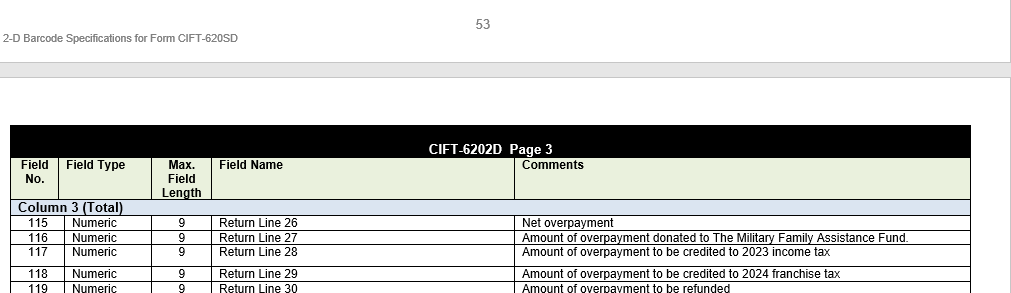 53
2-D Barcode Specifications for Form CIFT-620SD
CIFT-6202D Page 3
Field No. Field Type Max. Field Length Field Name Comments
Column 3 (Total)
115 Numeric 9 Return Line 26 Net overpayment
116 Numeric 9 Return Line 27 Amount of overpayment donated to The Military Family Assistance Fund.
117 Numeric 9 Return Line 28 Amount of overpayment to be credited to 2023 income tax
118 Numeric 9 Return Line 29 Amount of overpayment to be credited to 2024 franchise tax
119 Numeric 9 Return Line 30 Amount of overpayment to be refunded